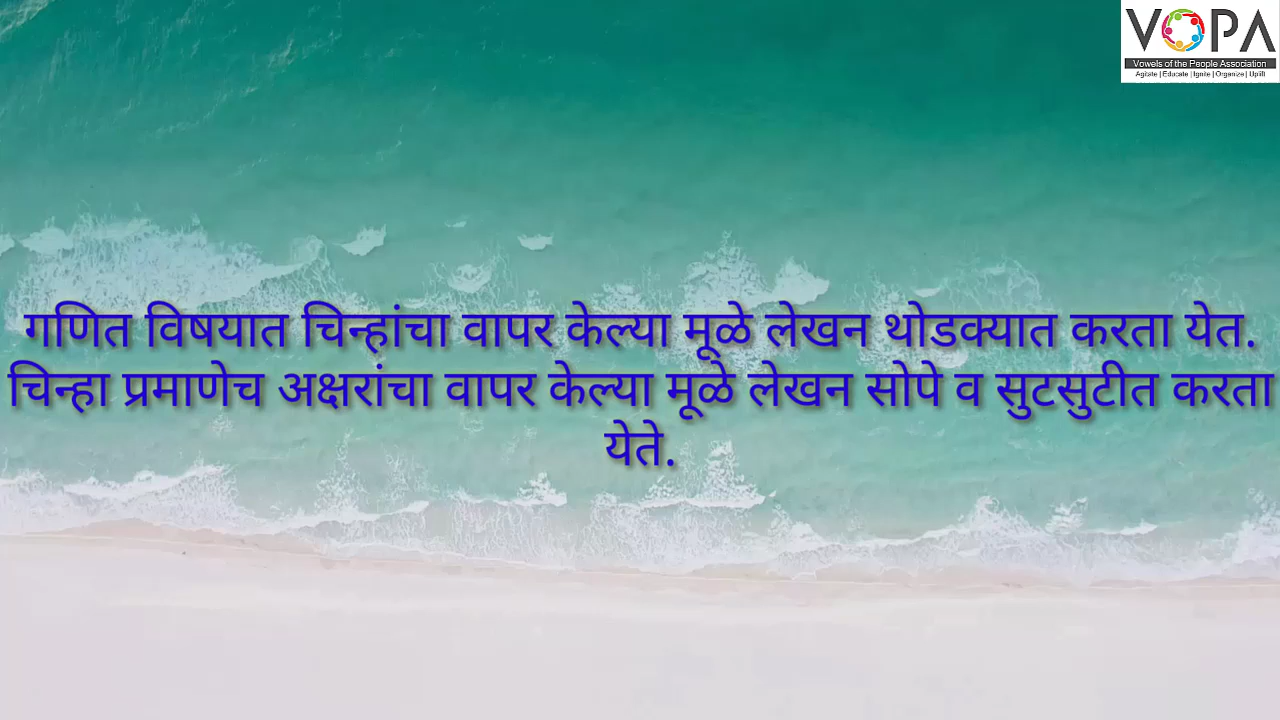 VOPA
Vowels of the People Association
Agitate | Educate | Ignite | Organize | Uplift
गणित विषयात चिन्हांचा वापर केल्या मूळे लेखन थोडक्यात करता येत.
चिन्हा प्रमाणेच अक्षरांचा वापर केल्या मूळे लेखन सोपे व सुटसुटीत करता
येते.